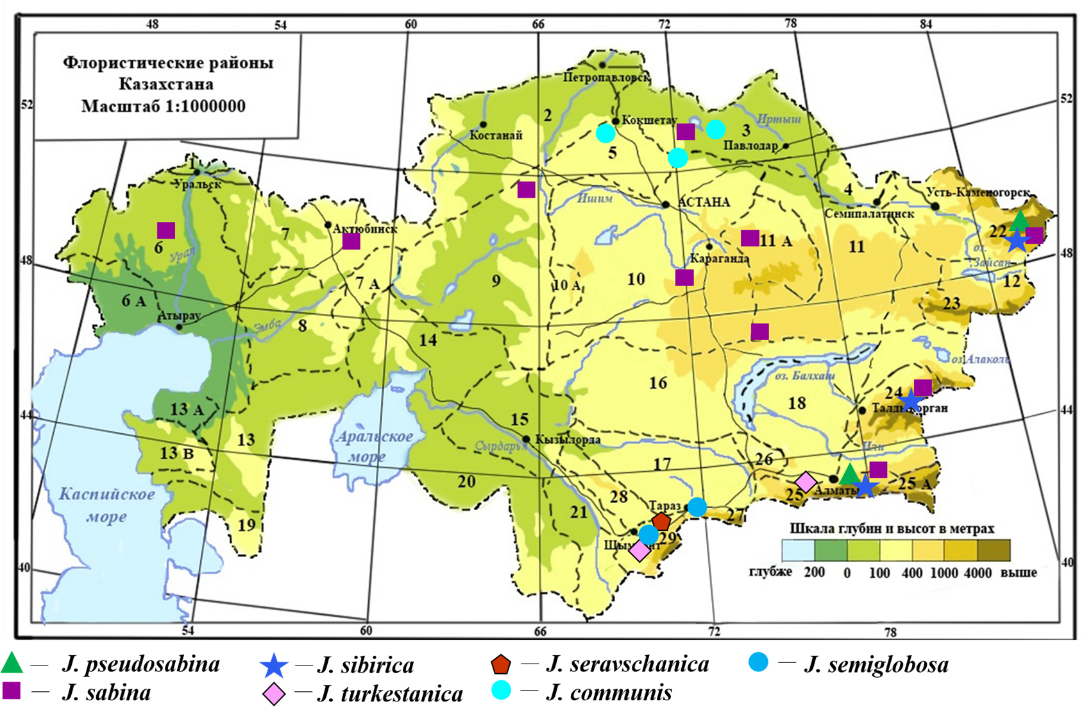 48 54 60 66 72 78 84
Флористические районы
Казахстана
Масштаб 1:1000000
52
52
Петропавловск
2
Костанай
Кокшетау
5
3
Иртыш
Павлодар
1
Уральск
4
Семипалатинск
Усть-Каменогорск
Ишим
АСТАНА
7
Актюбинск
6
Урал
11 А
11
22
Караганда
оз.
Зайсан
48
48
6 А
7 А
9
10 А
10
12
23
Атырау
Эмба
8
14
оз. Алаколь
16
оз. Балхаш
18
24
Талдықорган
44
44
13 А
13
13 В
15
Кызылорда
Сырдарья
Аральское
море
Или
17
26
20
25
Алматы
25 А
Каспийское
море
28
Тараз
27
21
19
29
Шкала глубин и высот в метрах
глубже 200 0 100 400 1000 4000 выше
40
40
54 60 66 72 78
— J. pseudosabina — J. sibirica — J. seravschanica — J. semiglobosa
— J. sabina — J. turkestanica — J. communis